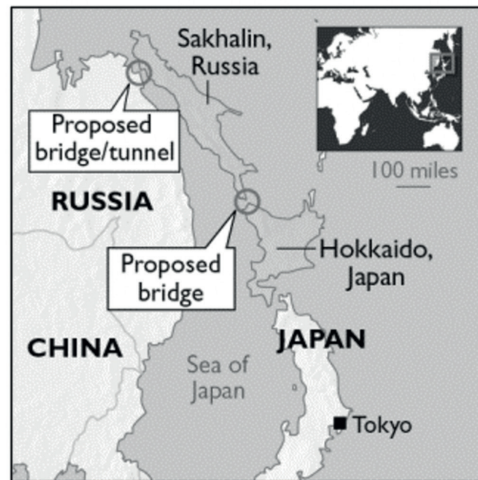 Sakhalin,
Russia
Proposed
bridge/tunnel
100 miles
RUSSIA
Proposed
bridge
Hokkaido,
Japan
CHINA
JAPAN
Sea of
Japan
Tokyo